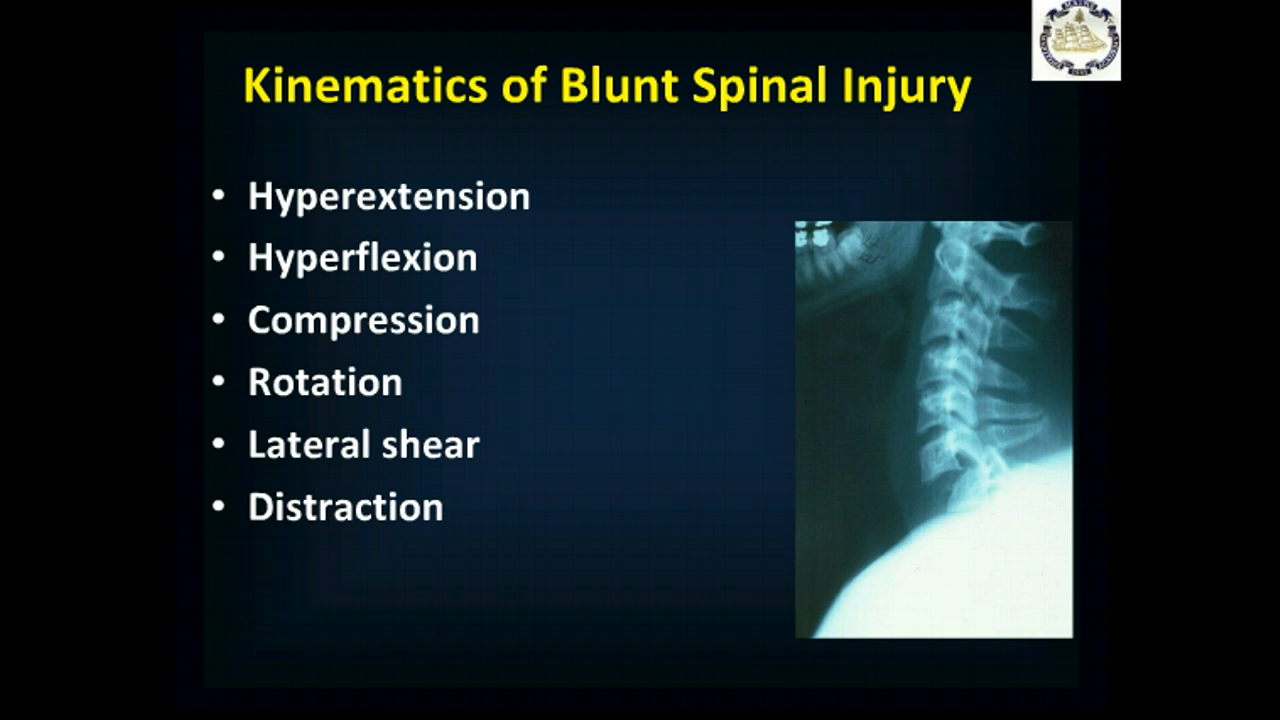 Kinematics of Blunt Spinal Injury
• Hyperextension
• Hyperflexion
• Compression
• Rotation
• Lateral shear
• Distraction